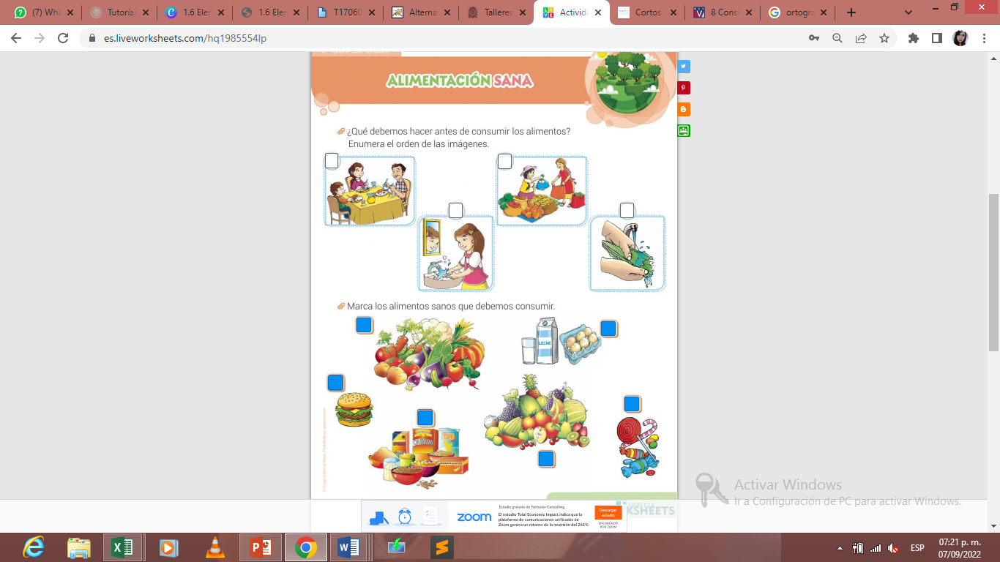 (7) Wha
Tutorías
1.6 Eler
1.6 Eler
T17060
Alterna
Talleres
Activida
Cortos
8 Cons
ortogra
es.liveworksheets.com/hq1985554lp
ALIMENTACIÓN SANA
¿Qué debemos hacer antes de consumir los alimentos?
Enumera el orden de las imágenes.
Marca los alimentos sanos que debemos consumir.
LECHE
AMARANTO
Activar Windows
Ir a Configuración de PC para activar Windows.
KSHEETS
Estudio gratuito de Forrester Consulting
zoom
El estudio Total Economic Impact indica que la
plataforma de comunicaciones unificadas de
Zoom genera un retorno de la inversión del 261%
Descargar
estudio
ENCARGADO
POR ZOOM
ESP
07:21 p. m.
07/09/2022